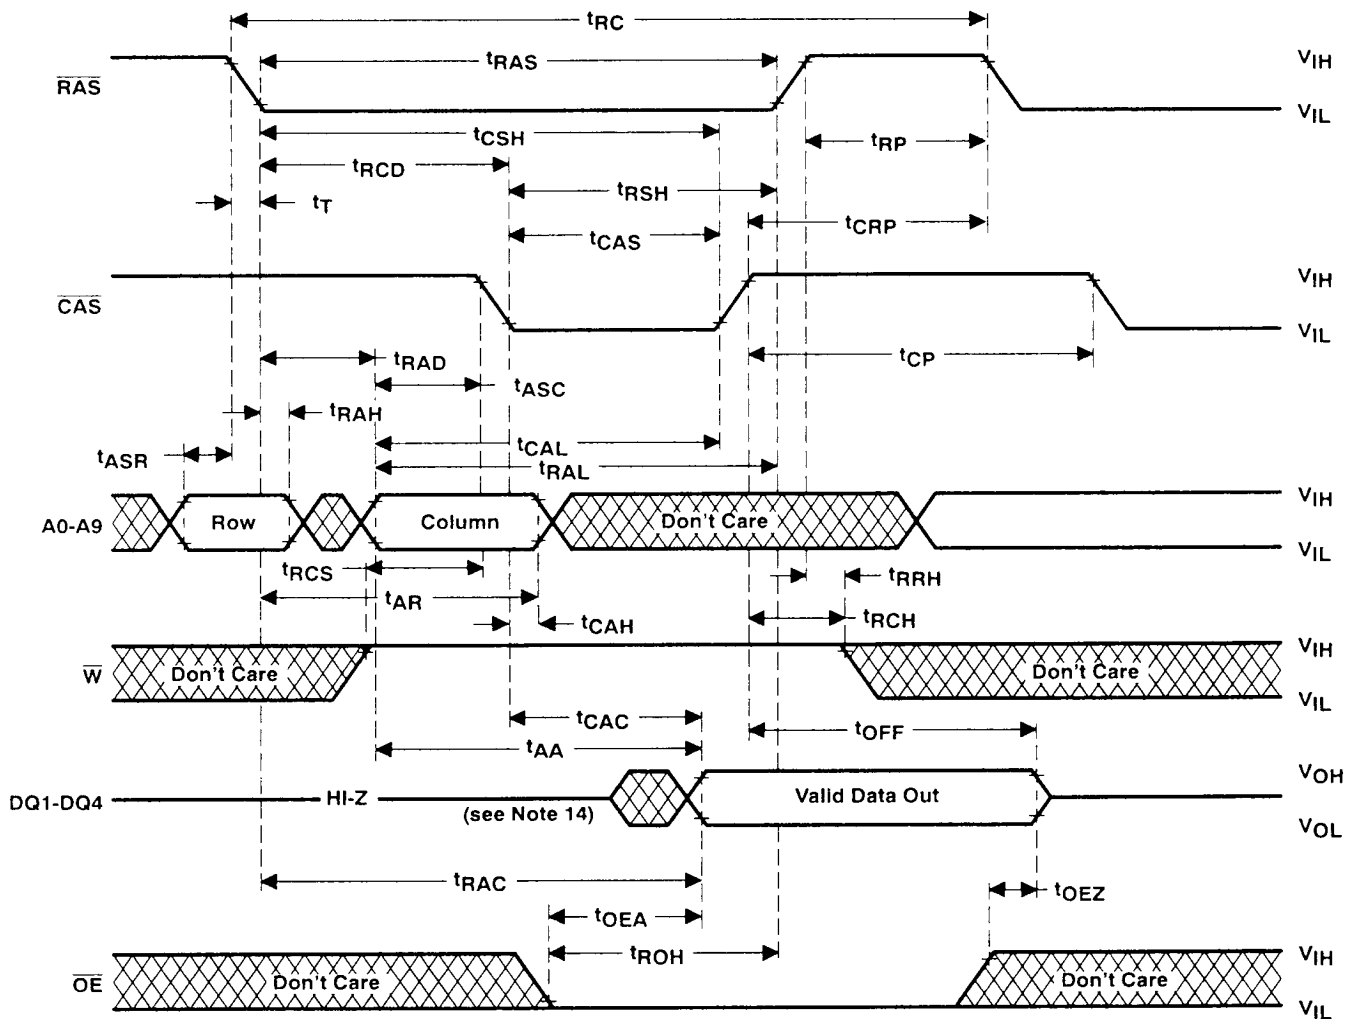 tRC
tRAS
RAS
VIH
VIL
tCSH
tRP
tRCD
tRSH
tT
tCRP
tCAS
CAS
VIH
VIL
tRAD
tCP
tASC
tRAH
tCAL
tASR
tRAL
A0-A9
Row
Column
Don't Care
VIH
VIL
tRCS
tRRH
tAR
tRCH
tCAH
W
Don't Care
Don't Care
VIH
VIL
tCAC
tOFF
tAA
DQ1-DQ4
HI-Z
(see Note 14)
Valid Data Out
VOH
VOL
tRAC
tOEZ
tOEA
tROH
OE
Don't Care
Don't Care
VIH
VIL